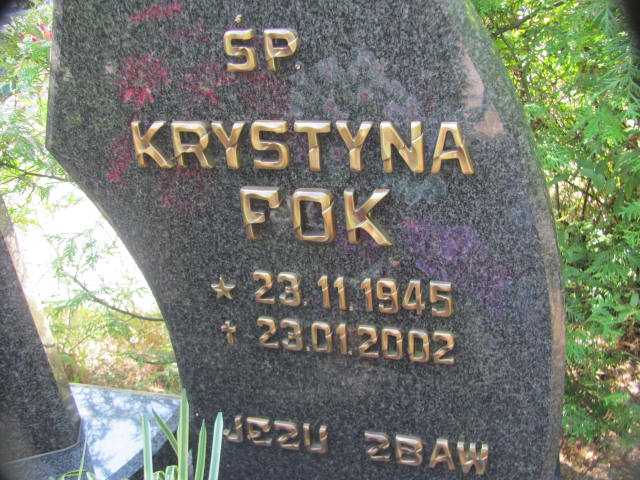 ŚP.
KRYSTYNA
FOK
★ 23.11.1945
✝ 23.01.2002
JEZU ZBAW